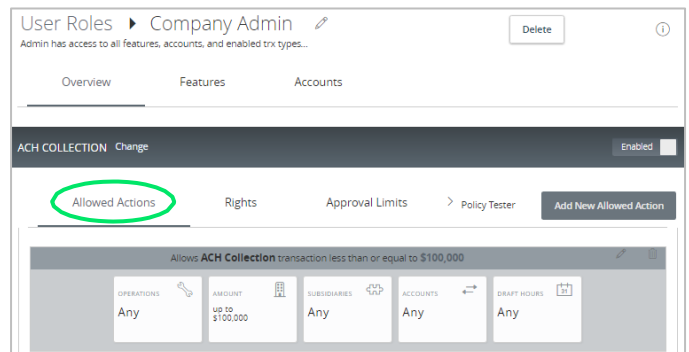 User Roles ▸ Company Admin
Delete
Admin has access to all features, accounts, and enabled trx types...
Overview Features Accounts
ACH COLLECTION Change Enabled
Allowed Actions Rights Approval Limits > Policy Tester Add New Allowed Action
Allows ACH Collection transaction less than or equal to $100,000
OPERATIONS AMOUNT SUBSIDIARIES ACCOUNTS DRAFT HOURS 31
Any up to Any Any Any
$100,000